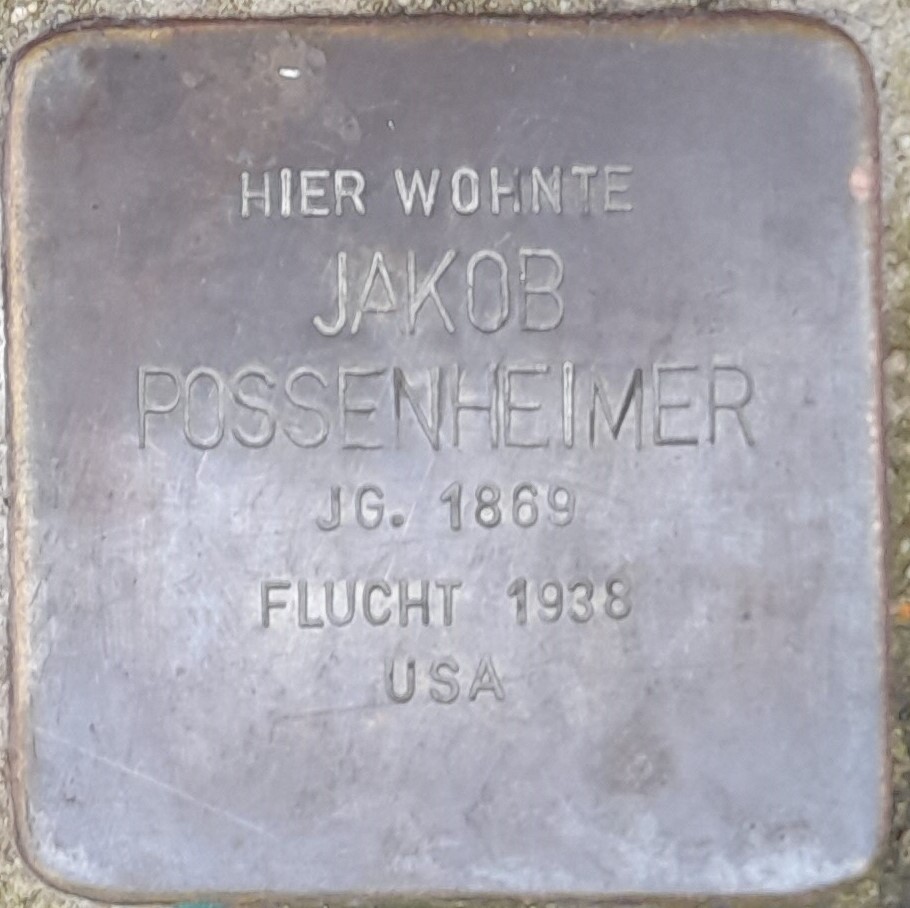 HIER WOHNTE
JAKOB
POSSENHEIMER
JG. 1869
FLUCHT 1938
USA